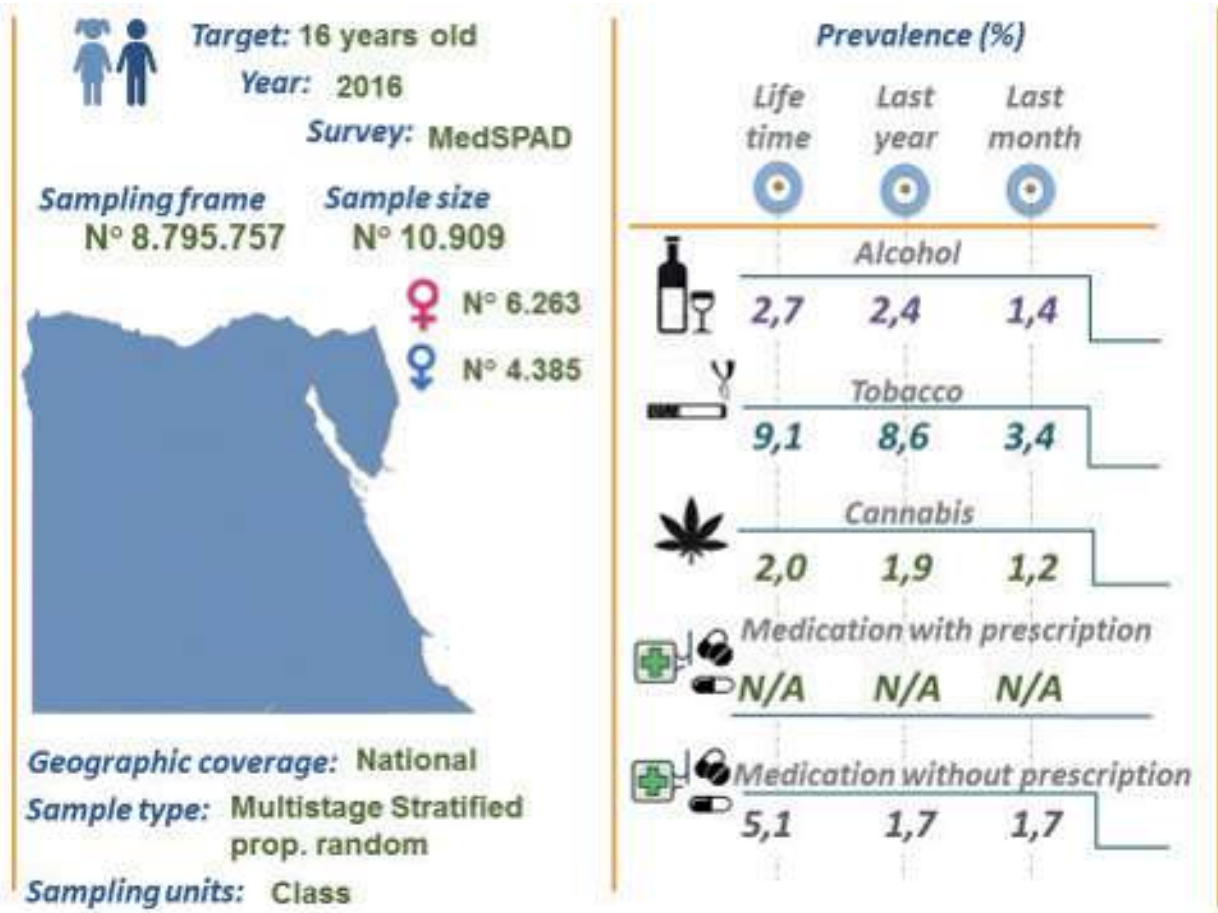 Target: 16 years old
Year: 2016
Survey: MedSPAD
Sampling frame
N° 8.795.757
Sample size
N° 10.909
N° 6.263
N° 4.385
Geographic coverage: National
Sample type: Multistage Stratified
prop. random
Sampling units: Class
Prevalence (%)
Life
time
Last
year
Last
month
Alcohol
2,7 2,4 1,4
Tobacco
9,1 8,6 3,4
Cannabis
2,0 1,9 1,2
Medication with prescription
N/A N/A N/A
Medication without prescription
5,1 1,7 1,7